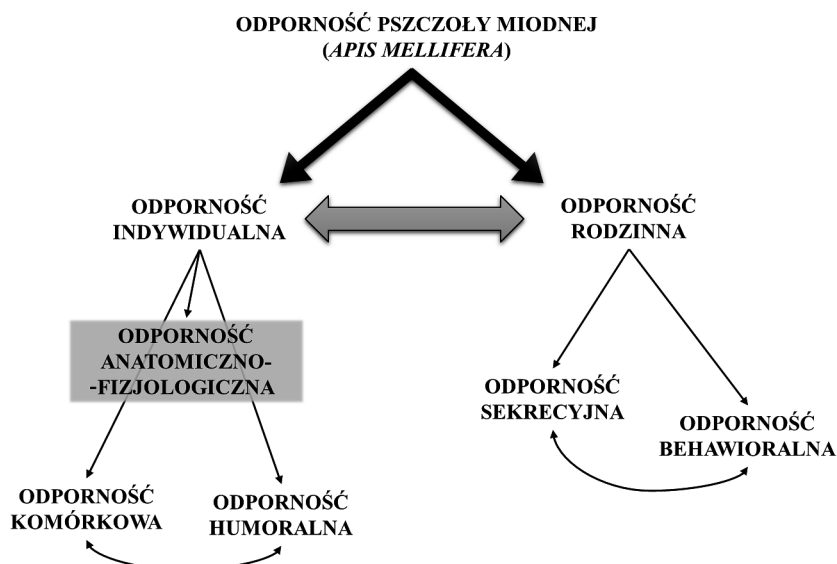 ODPORNOŚĆ PSZCZOŁY MIODNEJ
(APIS MELLIFERA)
ODPORNOŚĆ
INDYWIDUALNA
ODPORNOŚĆ
RODZINNA
ODPORNOŚĆ
ANATOMICZNO-
-FIZJOLOGICZNA
ODPORNOŚĆ
SEKRECYJNA
ODPORNOŚĆ
BEHAWIORALNA
ODPORNOŚĆ
KOMÓRKOWA
ODPORNOŚĆ
HUMORALNA